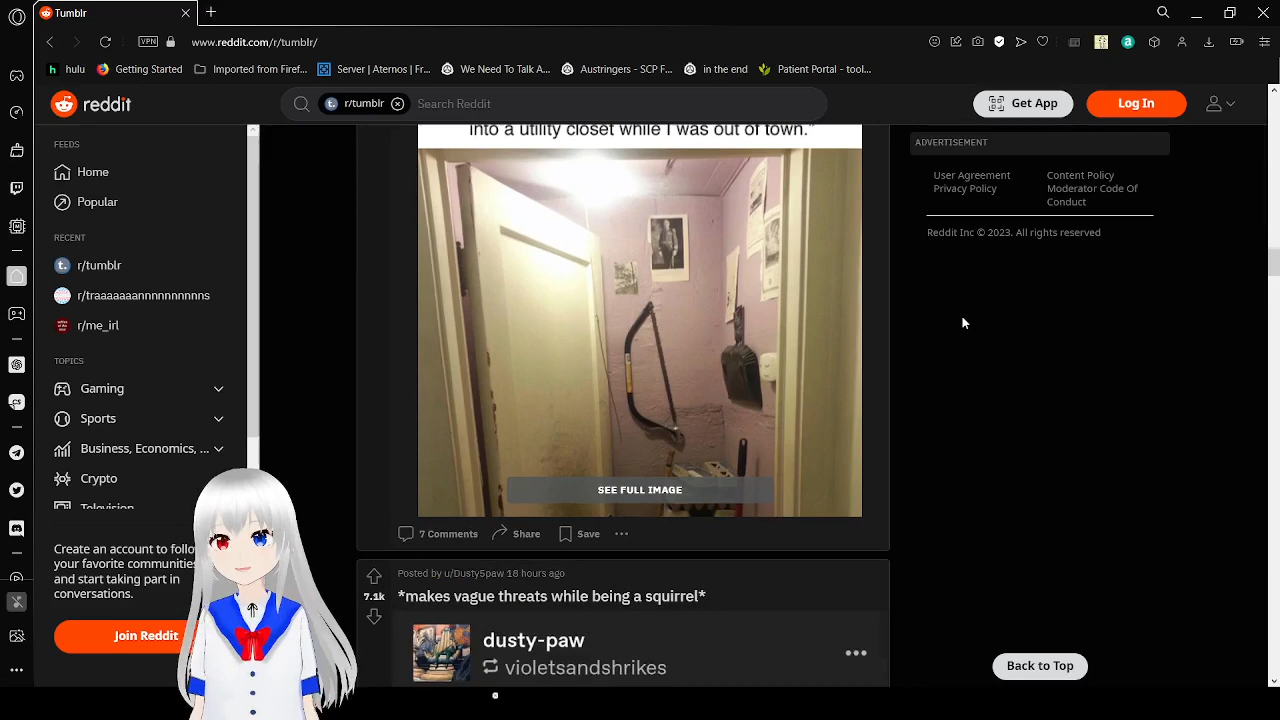 Tumblr
www.reddit.com/r/tumblr/
VPN
hulu
Getting Started
Imported from Firef...
Server | Aternos | Fr...
We Need To Talk A...
Austringers - SCP F...
in the end
Patient Portal - tool...
reddit
r/tumblr
Search Reddit
Get App
Log In
FEEDS
Home
Popular
RECENT
r/tumblr
r/traaaaaaannnnnnnnns
r/me_irl
TOPICS
Gaming
Sports
Business, Economics, ...
Crypto
Television
Create an account to follo
your favorite communities
and start taking part in
conversations.
Join Reddit
into a utility closet while I was out of town."
SEE FULL IMAGE
7 Comments
Share
Save
Posted by u/Dusty5paw 18 hours ago
7.1k
*makes vague threats while being a squirrel*
dusty-paw
violetsandshrikes
ADVERTISEMENT
User Agreement
Privacy Policy
Content Policy
Moderator Code Of
Conduct
Reddit Inc © 2023. All rights reserved
Back to Top